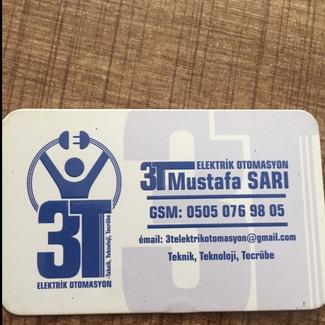 3T
Teknik, Teknoloji, Tecrübe
ELEKTRİK OTOMASYON
3T ELEKTRİK OTOMASYON
Mustafa SARI
GSM: 0505 076 98 05
émail: 3telektrikotomasyon@gmail.com
Teknik, Teknoloji, Tecrübe